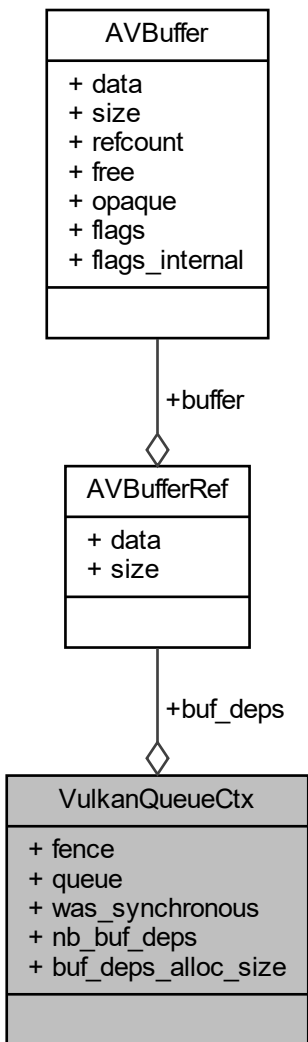 AVBuffer
+ data
+ size
+ refcount
+ free
+ opaque
+ flags
+ flags_internal
+buffer
AVBufferRef
+ data
+ size
+buf_deps
VulkanQueueCtx
+ fence
+ queue
+ was_synchronous
+ nb_buf_deps
+ buf_deps_alloc_size